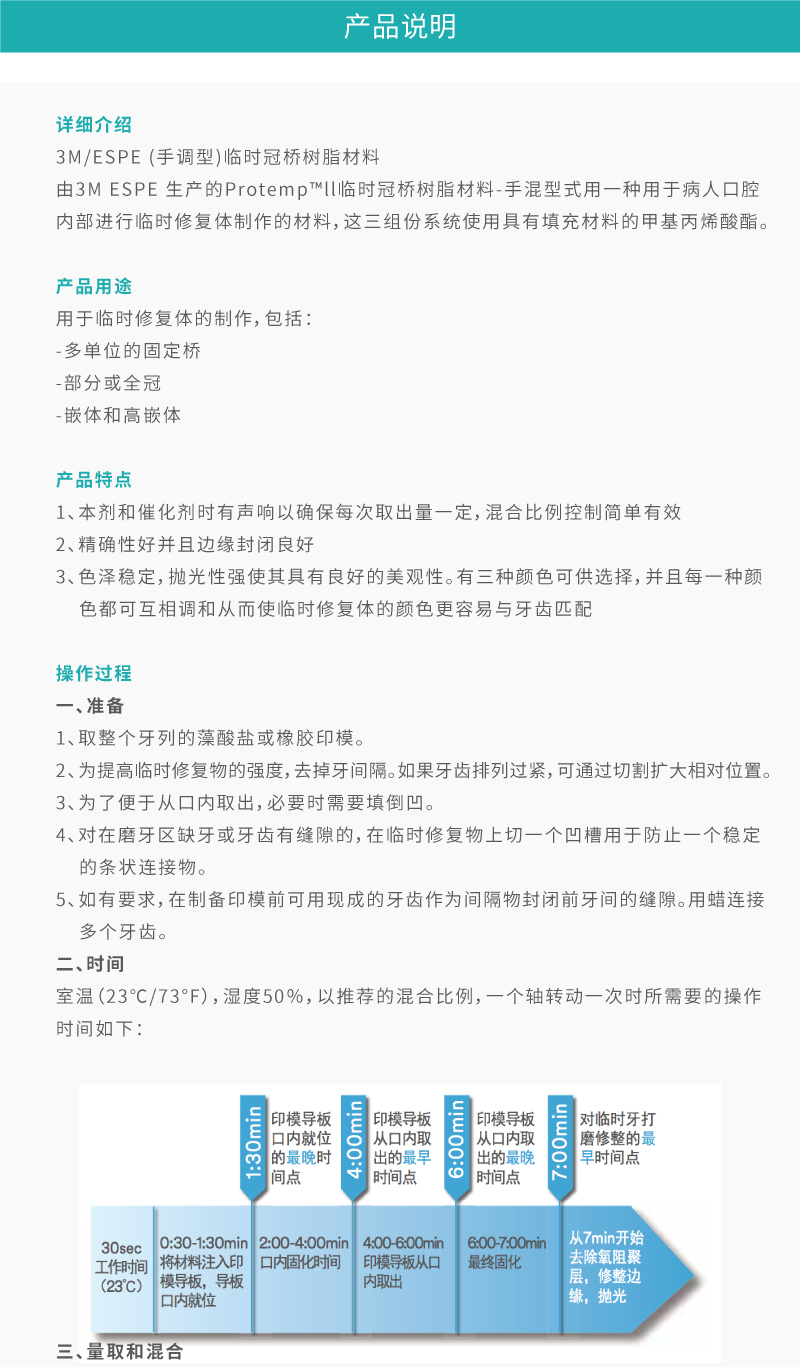 产品说明
详细介绍
3M/ESPE (手调型)临时冠桥树脂材料
由3M ESPE 生产的Protemp™ll临时冠桥树脂材料-手混型式用一种用于病人口腔
内部进行临时修复体制作的材料，这三组份系统使用具有填充材料的甲基丙烯酸酯。
产品用途
用于临时修复体的制作，包括：
-多单位的固定桥
-部分或全冠
-嵌体和高嵌体
产品特点
1、本剂和催化剂时有声响以确保每次取出量一定，混合比例控制简单有效
2、精确性好并且边缘封闭良好
3、色泽稳定，抛光性强使其具有良好的美观性。有三种颜色可供选择，并且每一种颜
色都可互相调和从而使临时修复体的颜色更容易与牙齿匹配
操作过程
一、准备
1、取整个牙列的藻酸盐或橡胶印模。
2、为提高临时修复物的强度，去掉牙间隔。如果牙齿排列过紧，可通过切割扩大相对位置。
3、为了便于从口内取出，必要时需要填倒凹。
4、对在磨牙区缺牙或牙齿有缝隙的，在临时修复物上切一个凹槽用于防止一个稳定
的条状连接物。
5、如有要求，在制备印模前可用现成的牙齿作为间隔物封闭前牙间的缝隙。用蜡连接
多个牙齿。
二、时间
室温（23℃/73°F），湿度50%，以推荐的混合比例，一个轴转动一次时所需要的操作
时间如下：
1:30min
印模导板
口内就位
的最晚时
间点
4:00min
印模导板
从口内取
出的最早
时间点
6:00min
印模导板
从口内取
出的最晚
时间点
7:00min
对临时牙打
磨修整的最
早时间点
30sec
工作时间
（23℃）
0:30-1:30min
将材料注入印
模导板，导板
口内就位
2:00-4:00min
口内固化时间
4:00-6:00min
印模导板从口
内取出
6:00-7:00min
最终固化
从7min开始
去除氧阻聚
层，修整边
缘，抛光
三、量取和混合